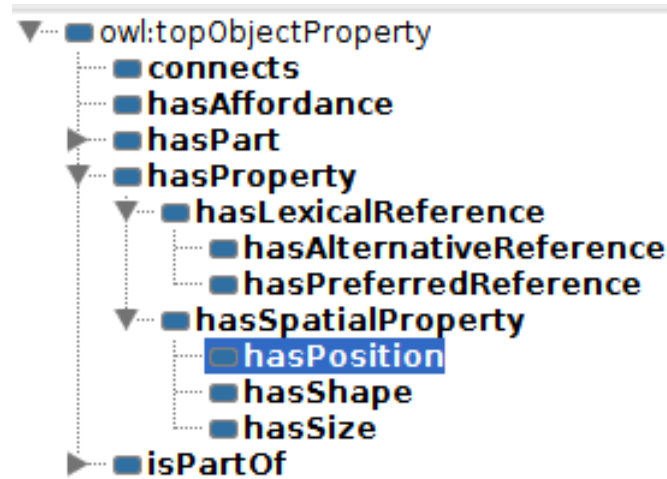 owl:topObjectProperty
connects
hasAffordance
hasPart
hasProperty
hasLexicalReference
hasAlternativeReference
hasPreferredReference
hasSpatialProperty
hasPosition
hasShape
hasSize
isPartOf